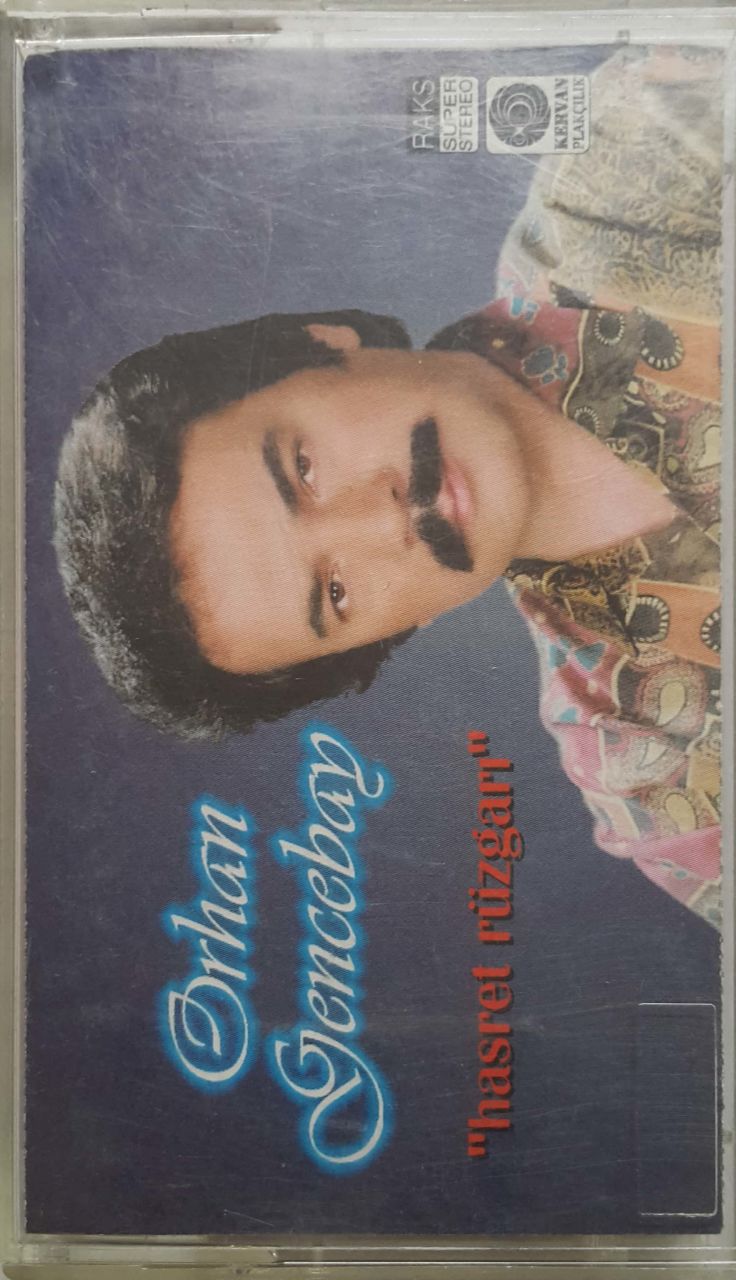 RAKS
SUPER
STEREO
KERVAN
PLAKÇILIK
Orhan
Gencebay
"hasret rüzgarı"